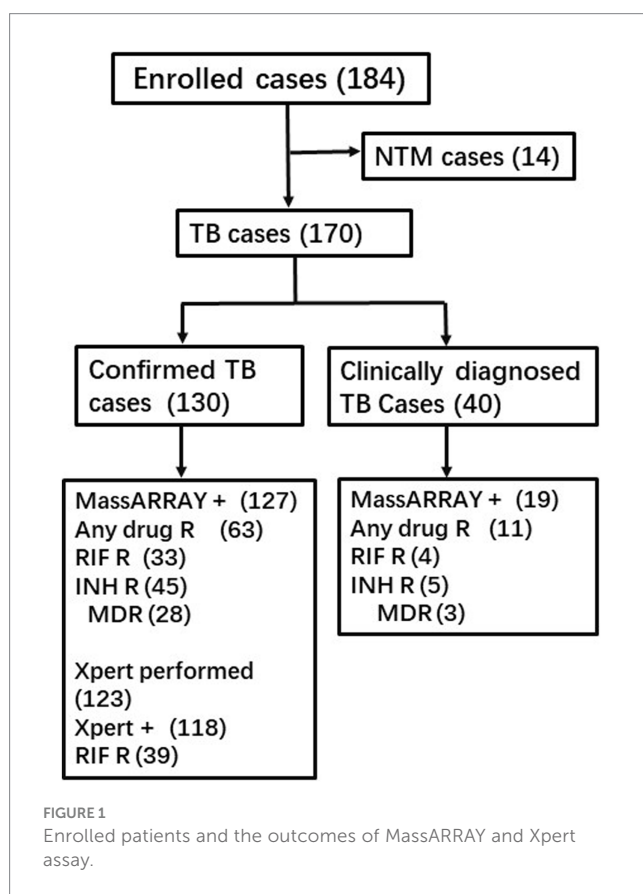 Enrolled cases (184)
NTM cases (14)
TB cases (170)
Confirmed TB
cases (130)
Clinically diagnosed
TB Cases (40)
MassARRAY + (127)
Any drug R (63)
RIF R (33)
INH R (45)
MDR (28)
Xpert performed
(123)
Xpert + (118)
RIF R (39)
MassARRAY + (19)
Any drug R (11)
RIF R (4)
INH R (5)
MDR (3)
FIGURE 1
Enrolled patients and the outcomes of MassARRAY and Xpert
assay.